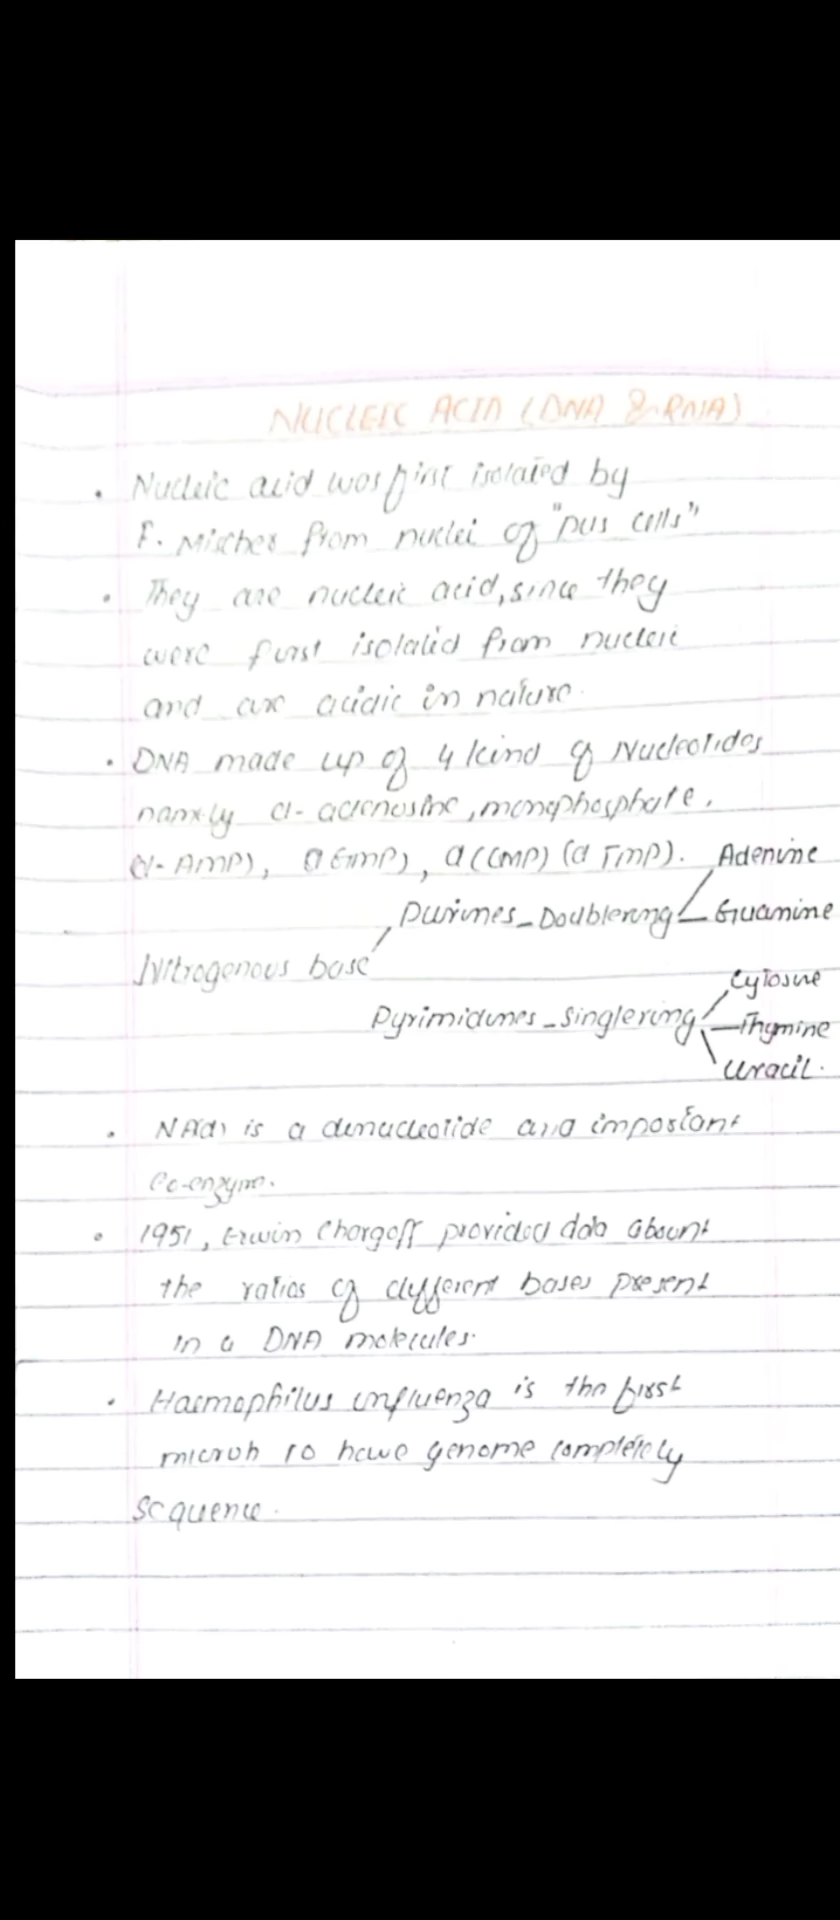 NUCLEIC ACID (DNA & RNA)
• Nucleic acid was first isolated by
F. Mischer from nuclei of "pus cells"
• They are nucleic acid, since they
were first isolated from nucleic
and are acidic in nature.
• DNA made up of 4 kind of Nucleotides
namely d-adenosine, monophosphate,
(d-AMP), d(GMP), d(CMP) (d TMP). Adenine
Purines - Doublering Guanine
Nitrogenous base
Cytosine
Pyrimidines - Singlering Thymine
Uracil.
• is a dinucleotide and important
Co-enzyme.
• 1951, Erwin Chargoff provided data about
the ratios of different bases present
in a DNA molecules.
• Haemophilus influenza is the first
to have genome completely
Sequence.